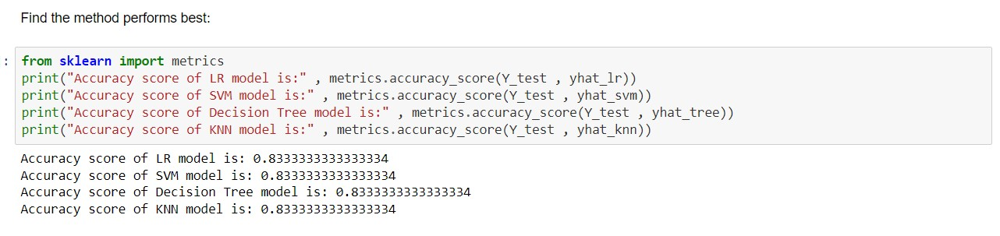 Find the method performs best:
: from sklearn import metrics
print("Accuracy score of LR model is:" , metrics.accuracy_score(Y_test , yhat_lr))
print("Accuracy score of SVM model is:" , metrics.accuracy_score(Y_test , yhat_svm))
print("Accuracy score of Decision Tree model is:" , metrics.accuracy_score(Y_test , yhat_tree))
print("Accuracy score of KNN model is:" , metrics.accuracy_score(Y_test , yhat_knn))
Accuracy score of LR model is: 0.8333333333333334
Accuracy score of SVM model is: 0.8333333333333334
Accuracy score of Decision Tree model is: 0.8333333333333334
Accuracy score of KNN model is: 0.8333333333333334